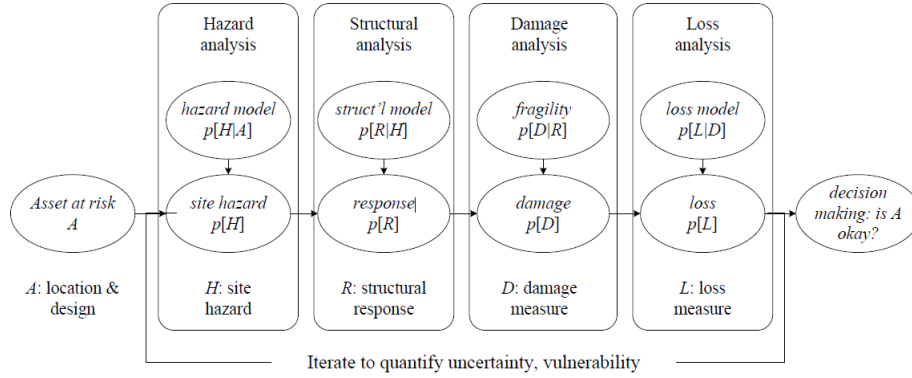 Hazard
analysis
Structural
analysis
Damage
analysis
Loss
analysis
hazard model
p[H|A]
struct'l model
p[R|H]
fragility
p[D|R]
loss model
p[L|D]
Asset at risk
A
site hazard
p[H]
response|
p[R]
damage
p[D]
loss
p[L]
decision
making: is A
okay?
A: location &
design
H: site
hazard
R: structural
response
D: damage
measure
L: loss
measure
Iterate to quantify uncertainty, vulnerability